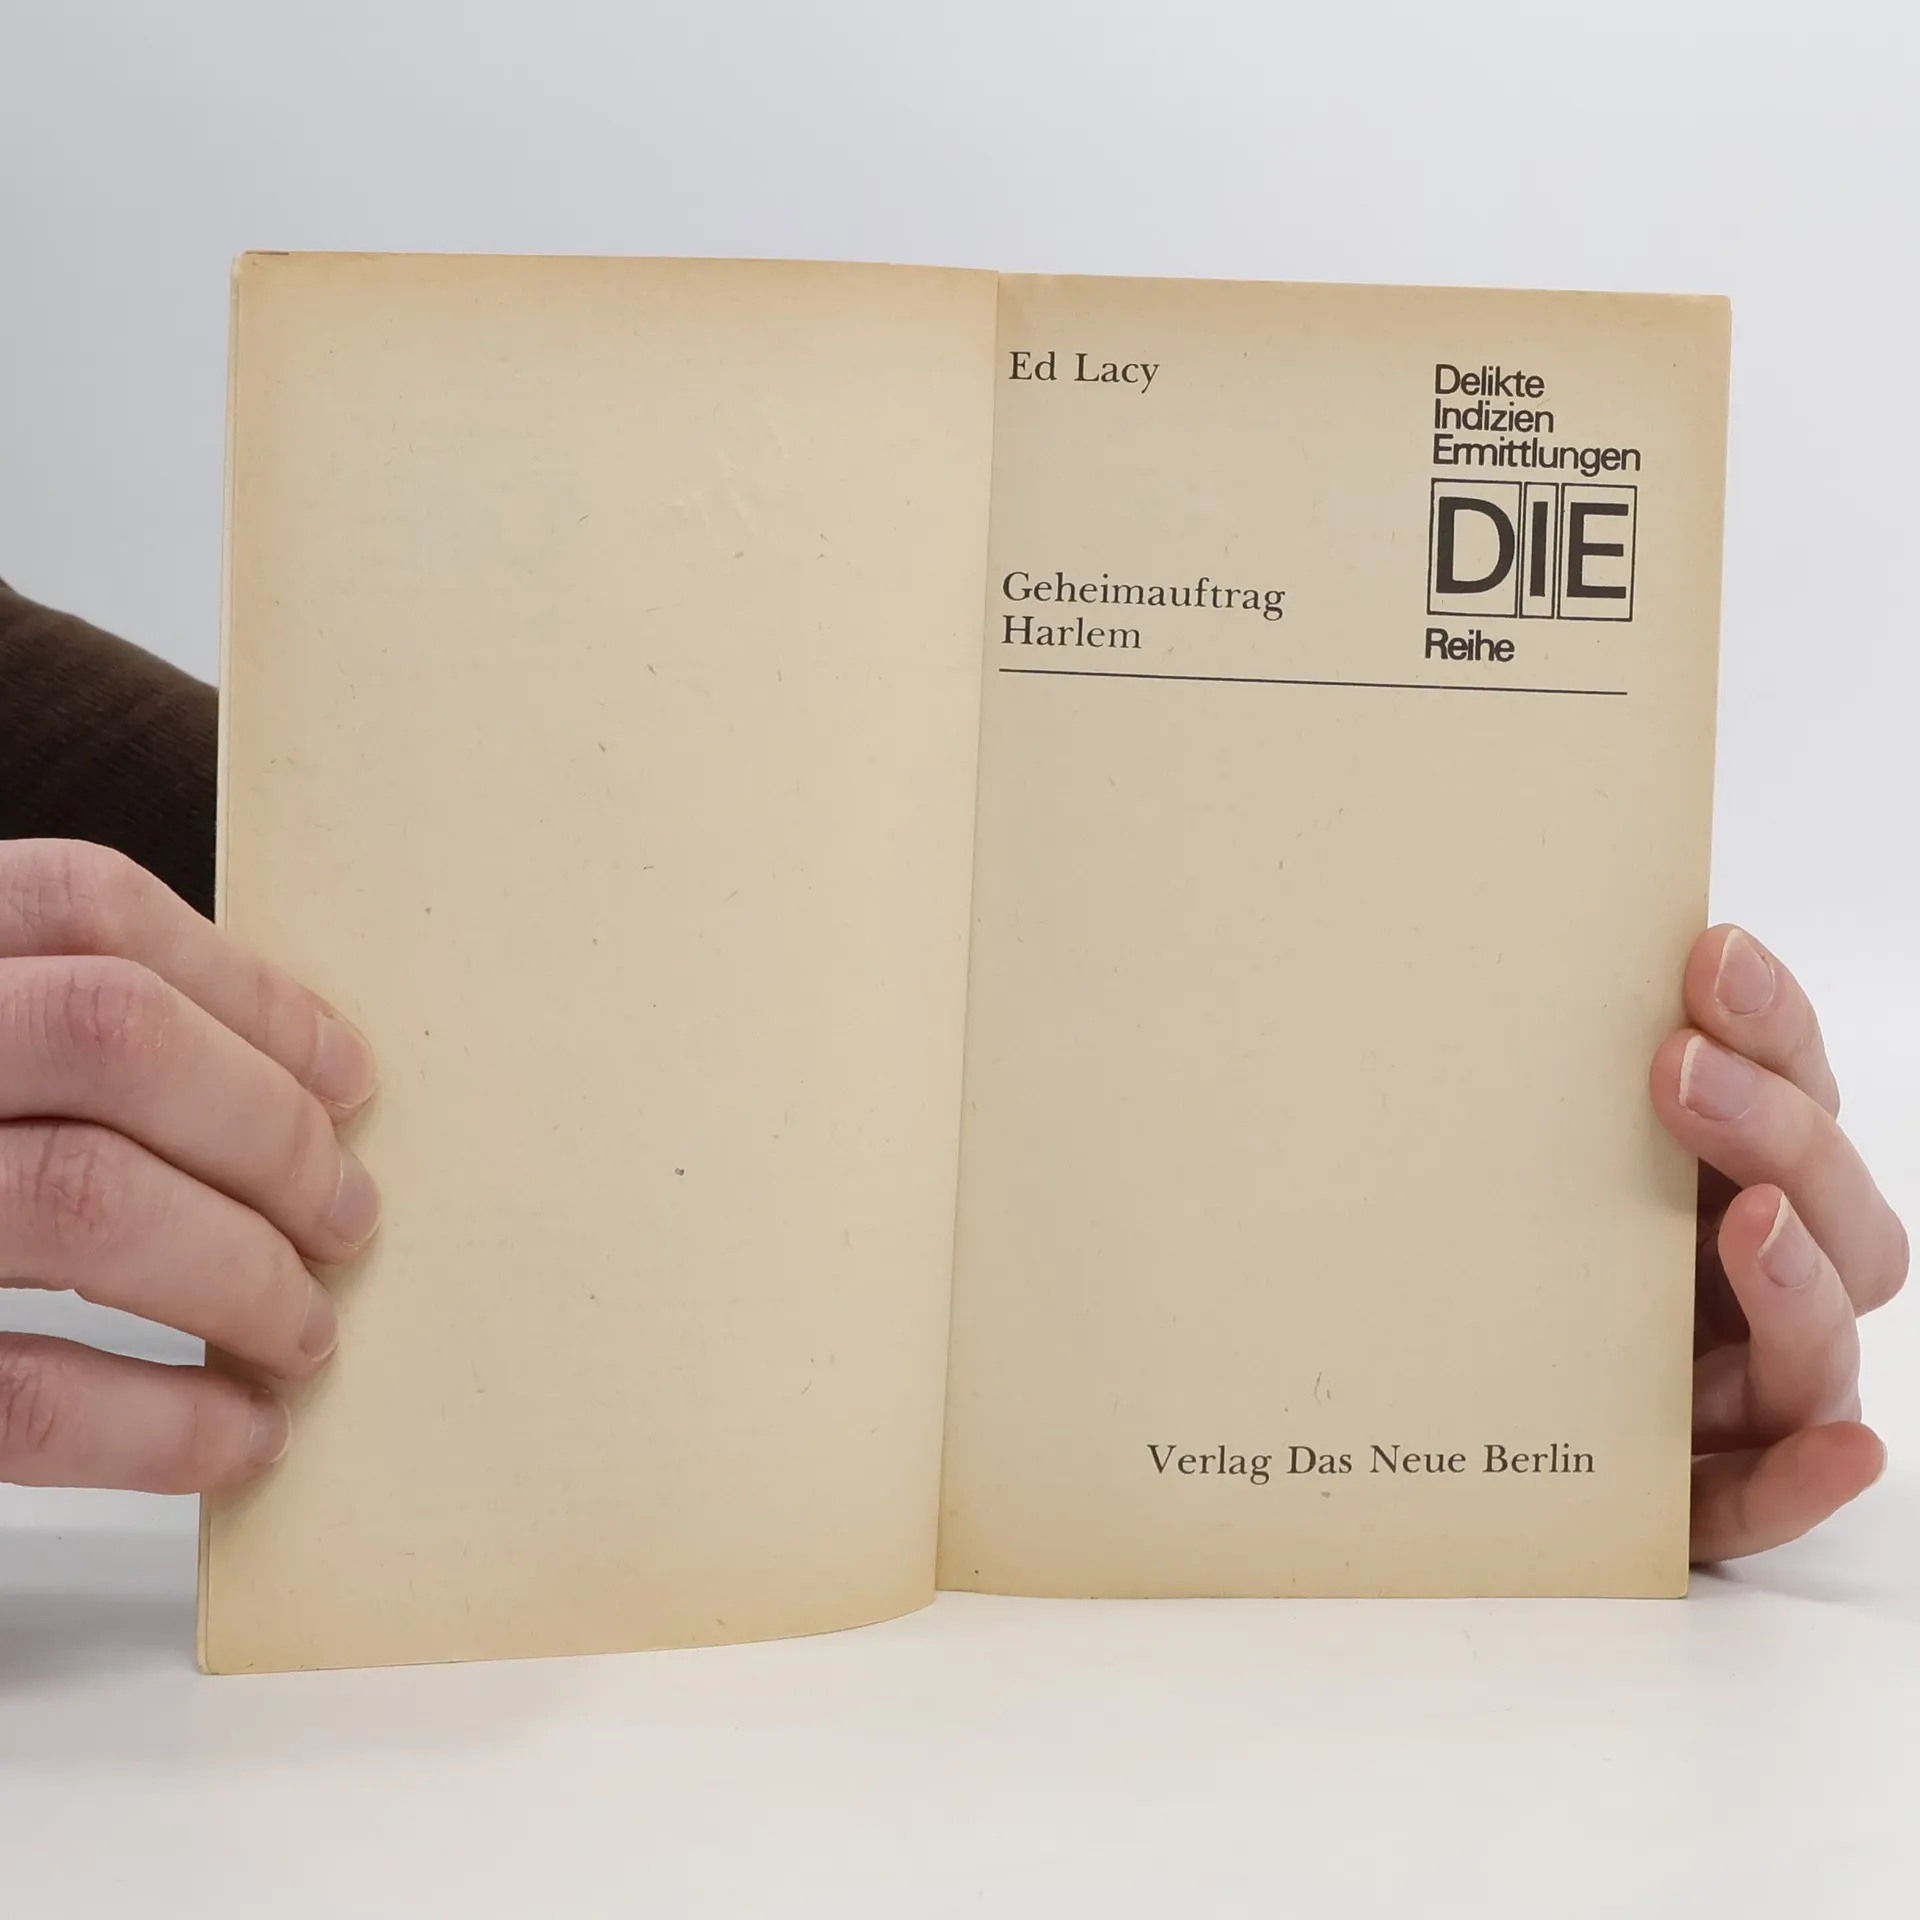 Ed Lacy
Delikte
Indizien
Ermittlungen
DIE
Reihe
Geheimauftrag
Harlem
Verlag Das Neue Berlin